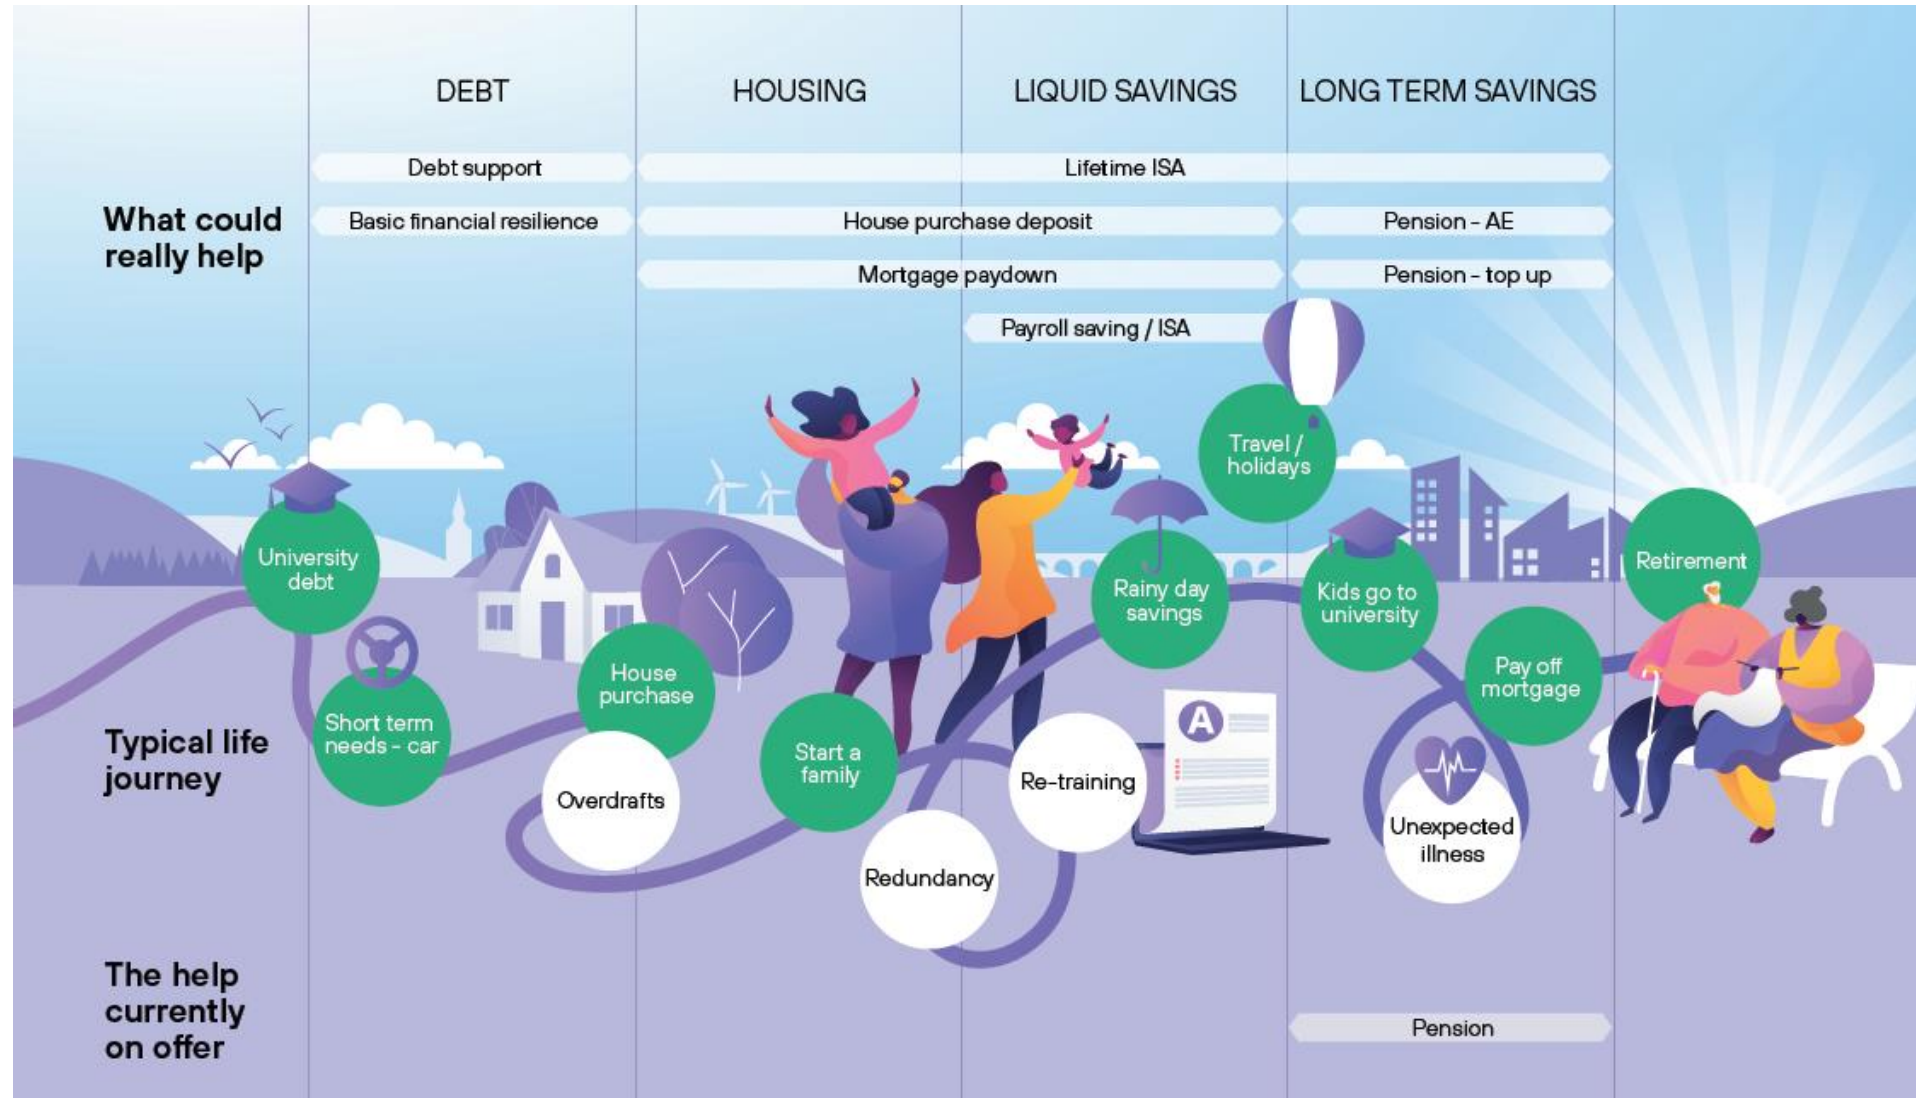 DEBT
HOUSING
LIQUID SAVINGS
LONG TERM SAVINGS
What could
really help
Debt support
Lifetime ISA
Basic financial resilience
House purchase deposit
Pension - AE
Mortgage paydown
Pension - top up
Payroll saving / ISA
Typical life
journey
University
debt
Short term
needs - car
House
purchase
Overdrafts
Start a
family
Redundancy
Re-training
A
Rainy day
savings
Travel /
holidays
Kids go to
university
Unexpected
illness
Pay off
mortgage
Retirement
The help
currently
on offer
Pension